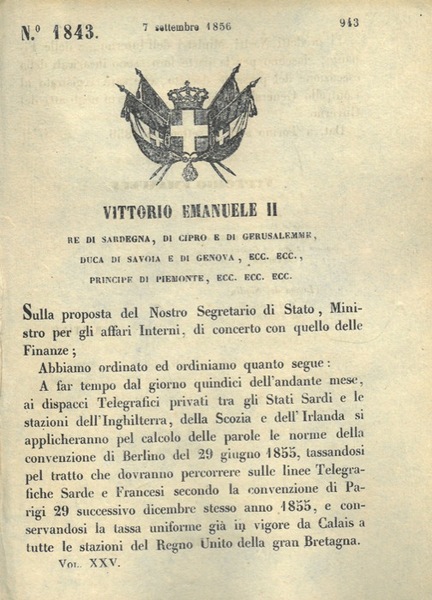 N.° 1843.
7 settembre 1856
943
VITTORIO EMANUELE II
RE DI SARDEGNA, DI CIPRO E DI GERUSALEMME,
DUCA DI SAVOIA E DI GENOVA, ECC. ECC.,
PRINCIPE DI PIEMONTE, ECC. ECC. ECC.
Sulla proposta del Nostro Segretario di Stato, Mini-
stro per gli affari Interni, di concerto con quello delle
Finanze;
Abbiamo ordinato ed ordiniamo quanto segue:
A far tempo dal giorno quindici dell'andante mese,
ai dispacci Telegrafici privati tra gli Stati Sardi e le
stazioni dell'Inghilterra, della Scozia e dell'Irlanda si
applicheranno pel calcolo delle parole le norme della
convenzione di Berlino del 29 giugno 1855, tassandosi
pel tratto che dovranno percorrere sulle linee Telegra-
fiche Sarde e Francesi secondo la convenzione di Pa-
rigi 29 successivo dicembre stesso anno 1855, e con-
servandosi la tassa uniforme già in vigore da Calais a
tutte le stazioni del Regno Unito della gran Bretagna.
VOL. XXV.